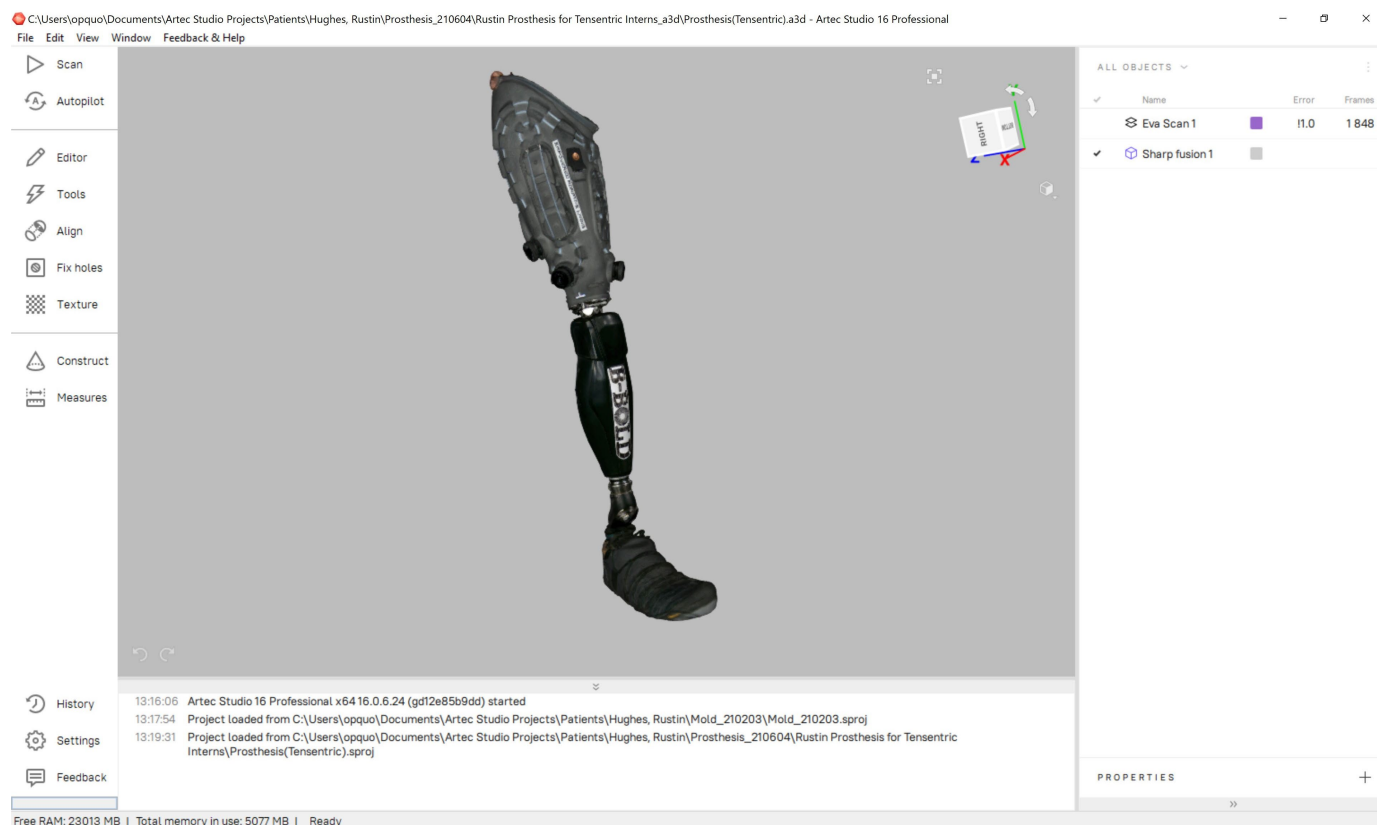 C:\Users\opquo\Documents\Artec Studio Projects\Patients\Hughes, Rustin\Prosthesis_210604\Rustin Prosthesis for Tensentric Interns_a3d\Prosthesis(Tensentric).a3d - Artec Studio 16 Professional
File Edit View Window Feedback & Help
Scan
Autopilot
Editor
Tools
Align
Fix holes
Texture
Construct
Measures
History
Settings
Feedback
RIGHT
Z
X
B-BOLD
ALL OBJECTS
Name Error Frames
Eva Scan 1 !1.0 1 848
Sharp fusion 1
13:16:06 Artec Studio 16 Professional x64 16.0.6.24 (gd12e85b9dd) started
13:17:54 Project loaded from C:\Users\opquo\Documents\Artec Studio Projects\Patients\Hughes, Rustin\Mold_210203\Mold_210203.sproj
13:19:31 Project loaded from C:\Users\opquo\Documents\Artec Studio Projects\Patients\Hughes, Rustin\Prosthesis_210604\Rustin Prosthesis for Tensentric
Interns\Prosthesis(Tensentric).sproj
PROPERTIES
Free RAM: 23013 MB | Total memory in use: 5077 MB | Ready